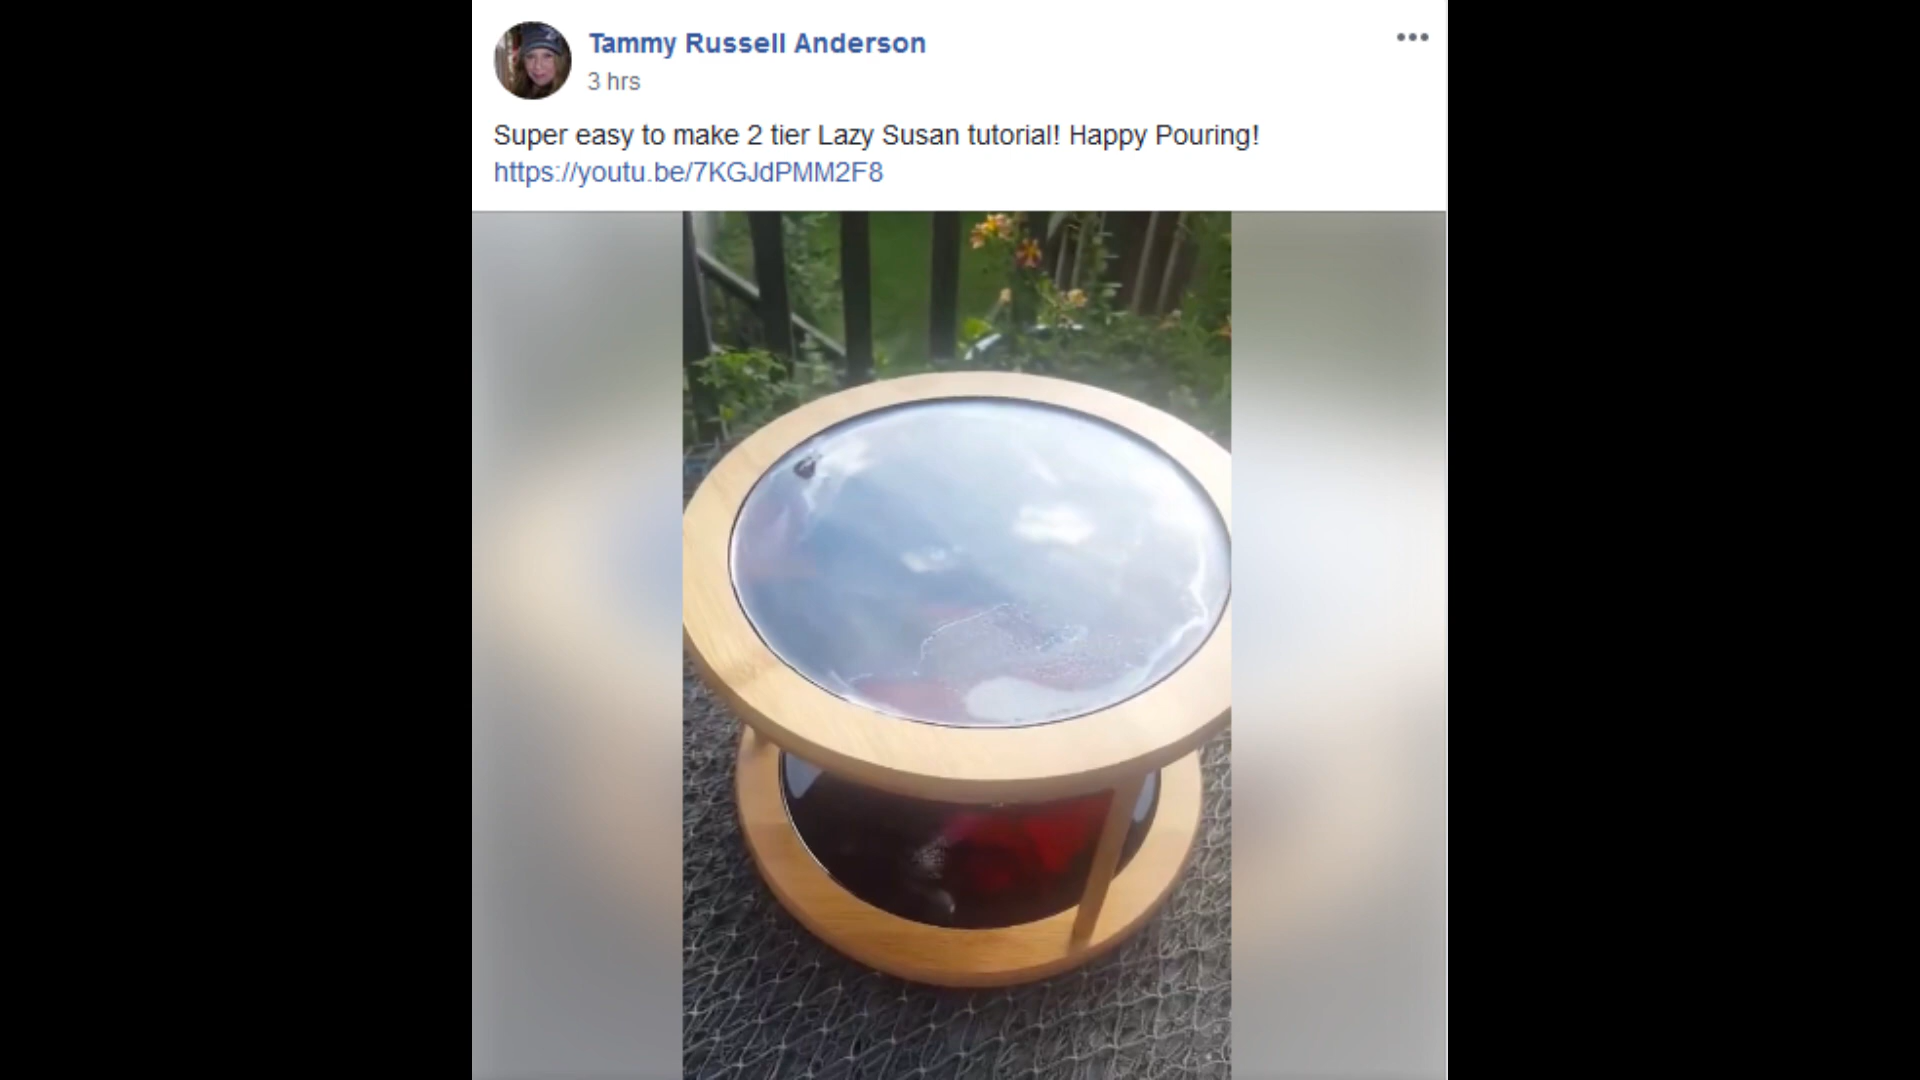 Tammy Russell Anderson
3 hrs
Super easy to make 2 tier Lazy Susan tutorial! Happy Pouring!
https://youtu.be/7KGJdPMM2F8